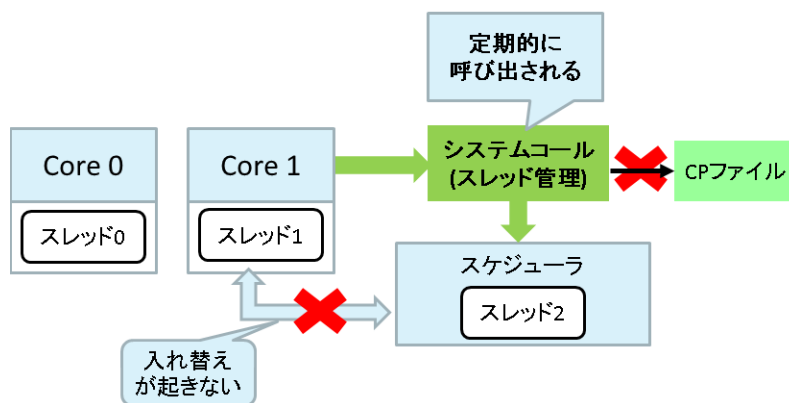 定期的に
呼び出される
Core 0
Core 1
システムコール
(スレッド管理)
CPファイル
スレッド0
スレッド1
スケジューラ
スレッド2
入れ替え
が起きない